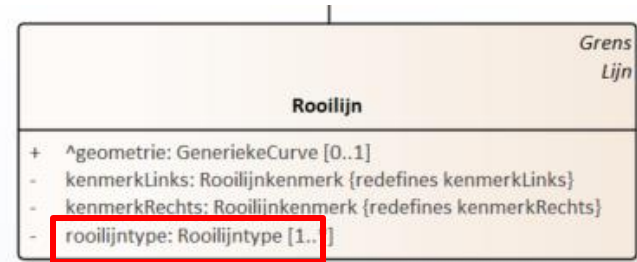 Grens
Lijn
Rooilijn
+ ^geometrie: GeneriekeCurve [0..1]
- kenmerkLinks: Rooilijnkenmerk {redefines kenmerkLinks}
- kenmerkRechts: Rooilijnkenmerk {redefines kenmerkRechts}
- rooilijntype: Rooilijntype [1..]